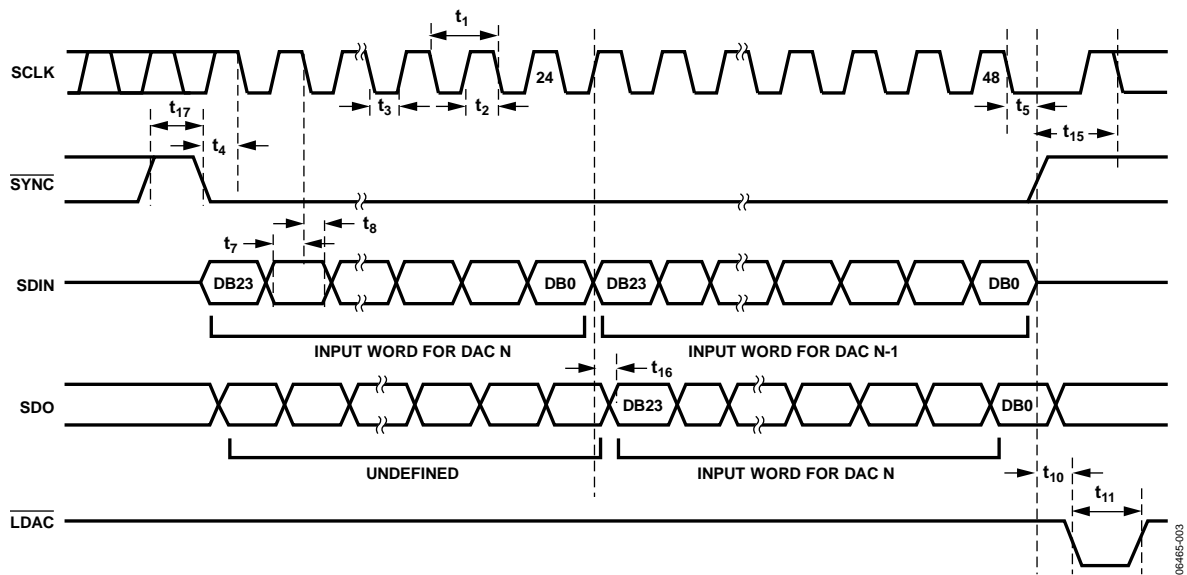 t1
SCLK
24
48
t3
t2
t5
t17
t4
t15
SYNC
t8
t7
SDIN
DB23
DB0
DB23
DB0
INPUT WORD FOR DAC N
INPUT WORD FOR DAC N-1
t16
SDO
DB23
DB0
UNDEFINED
INPUT WORD FOR DAC N
t10
t11
LDAC
06465-003